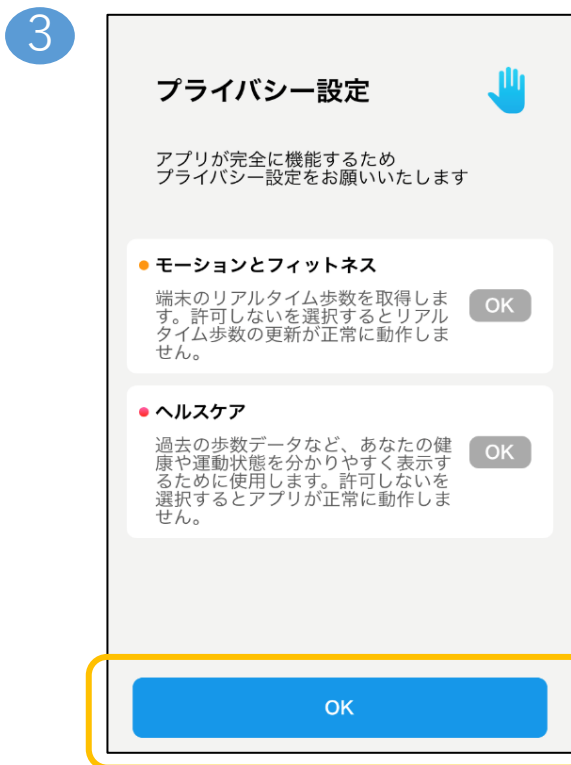 3
プライバシー設定
アプリが完全に機能するため
プライバシー設定をお願いいたします
モーションとフィットネス
端末のリアルタイム歩数を取得しま
す。許可しないを選択するとリアル
タイム歩数の更新が正常に動作しま
せん。
OK
ヘルスケア
過去の歩数データなど、あなたの健
康や運動状態を分かりやすく表示す
るために使用します。許可しないを
選択するとアプリが正常に動作しま
せん。
OK
OK